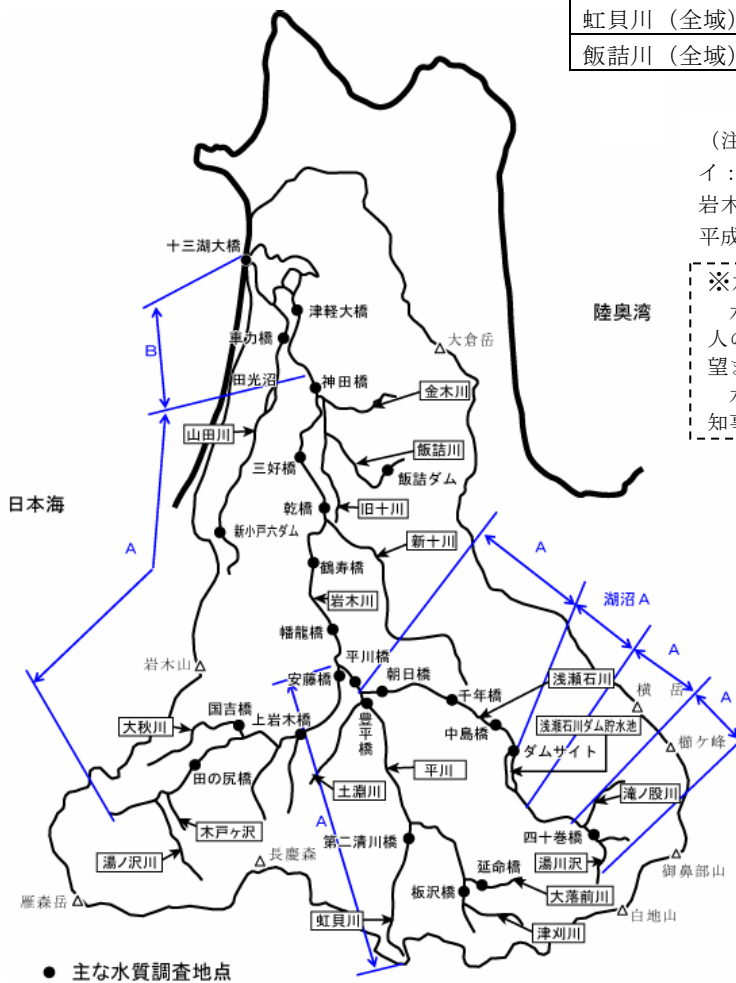 虹貝川（全域）
飯詰川（全域）
（注
イ：
岩木
平成
※
人の
望ま
知事
十三湖大橋
津軽大橋
陸奥湾
車力橋
大倉岳
B
田光沼
神田橋
金木川
山田川
飯詰川
三好橋
飯詰ダム
日本海
乾橋
旧十川
新小戸六ダム
新十川
A
A
鶴寿橋
湖沼A
岩木川
幡龍橋
A
岩木山
平川橋
安藤橋
朝日橋
浅瀬石川
横岳
A
国吉橋
千年橋
大秋川
上岩木橋
豊平橋
中島橋
浅瀬石川ダム貯水池
櫛ケ峰
ダムサイト
田の尻橋
平川
土淵川
滝ノ股川
A
木戸ヶ沢
第二清川橋
四十巻橋
湯ノ沢川
長慶森
延命橋
湯川沢
御鼻部山
板沢橋
大落前川
雁森岳
虹貝川
津刈川
白地山
● 主な水質調査地点